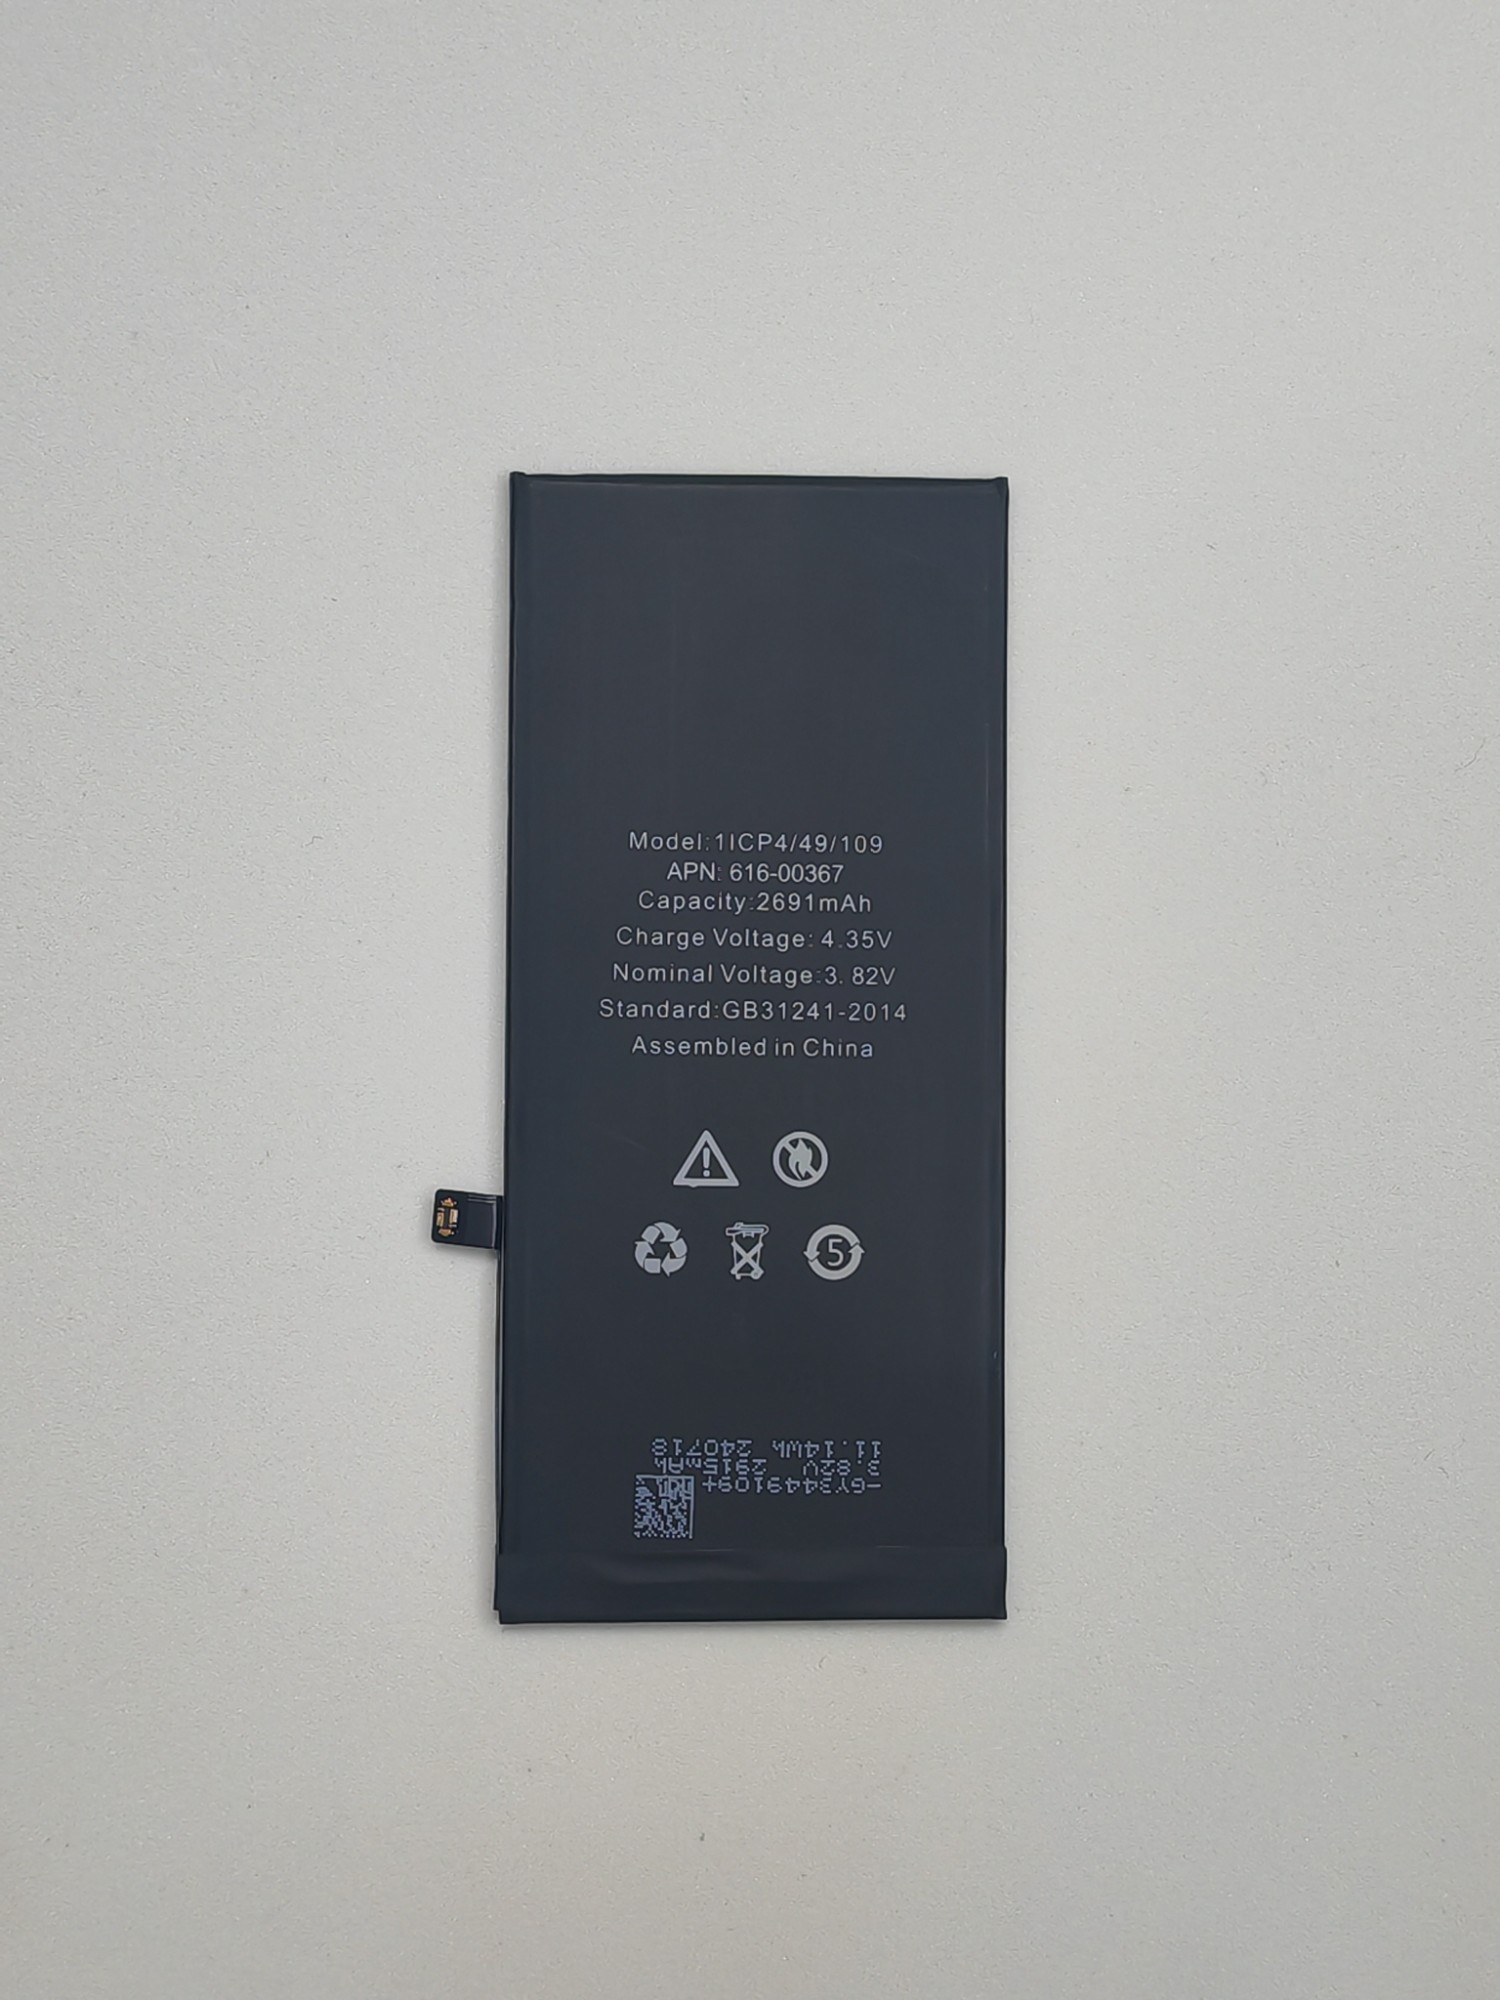 Model:1ICP4/49/109
APN: 616-00367
Capacity:2691mAh
Charge Voltage: 4.35V
Nominal Voltage:3. 82V
Standard:GB31241-2014
Assembled in China
5
-6Y3449109+
3.82V 2915mAh
11.14Wh 240718